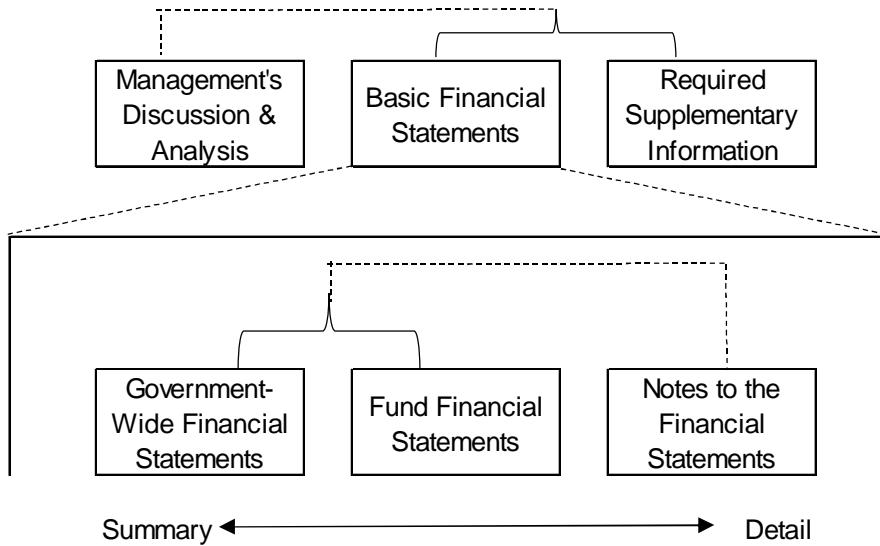 Management's
Discussion &
Analysis
Basic Financial
Statements
Required
Supplementary
Information
Government-
Wide Financial
Statements
Fund Financial
Statements
Notes to the
Financial
Statements
Summary
Detail